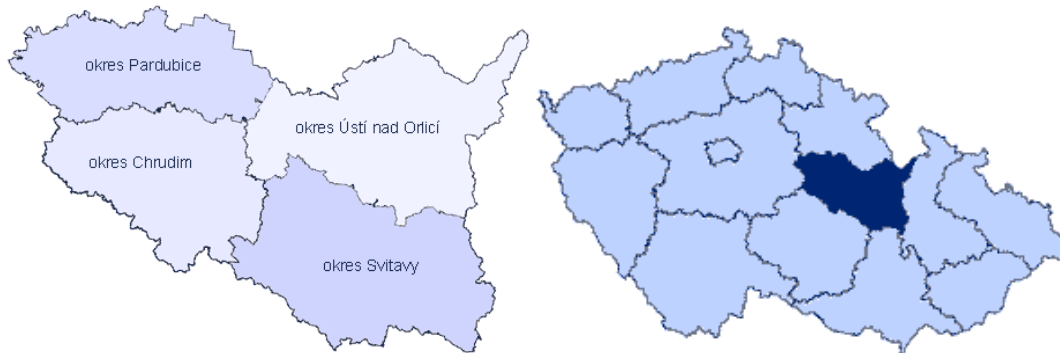 okres Pardubice
okres Ústí nad Orlicí
okres Chrudim
okres Svitavy